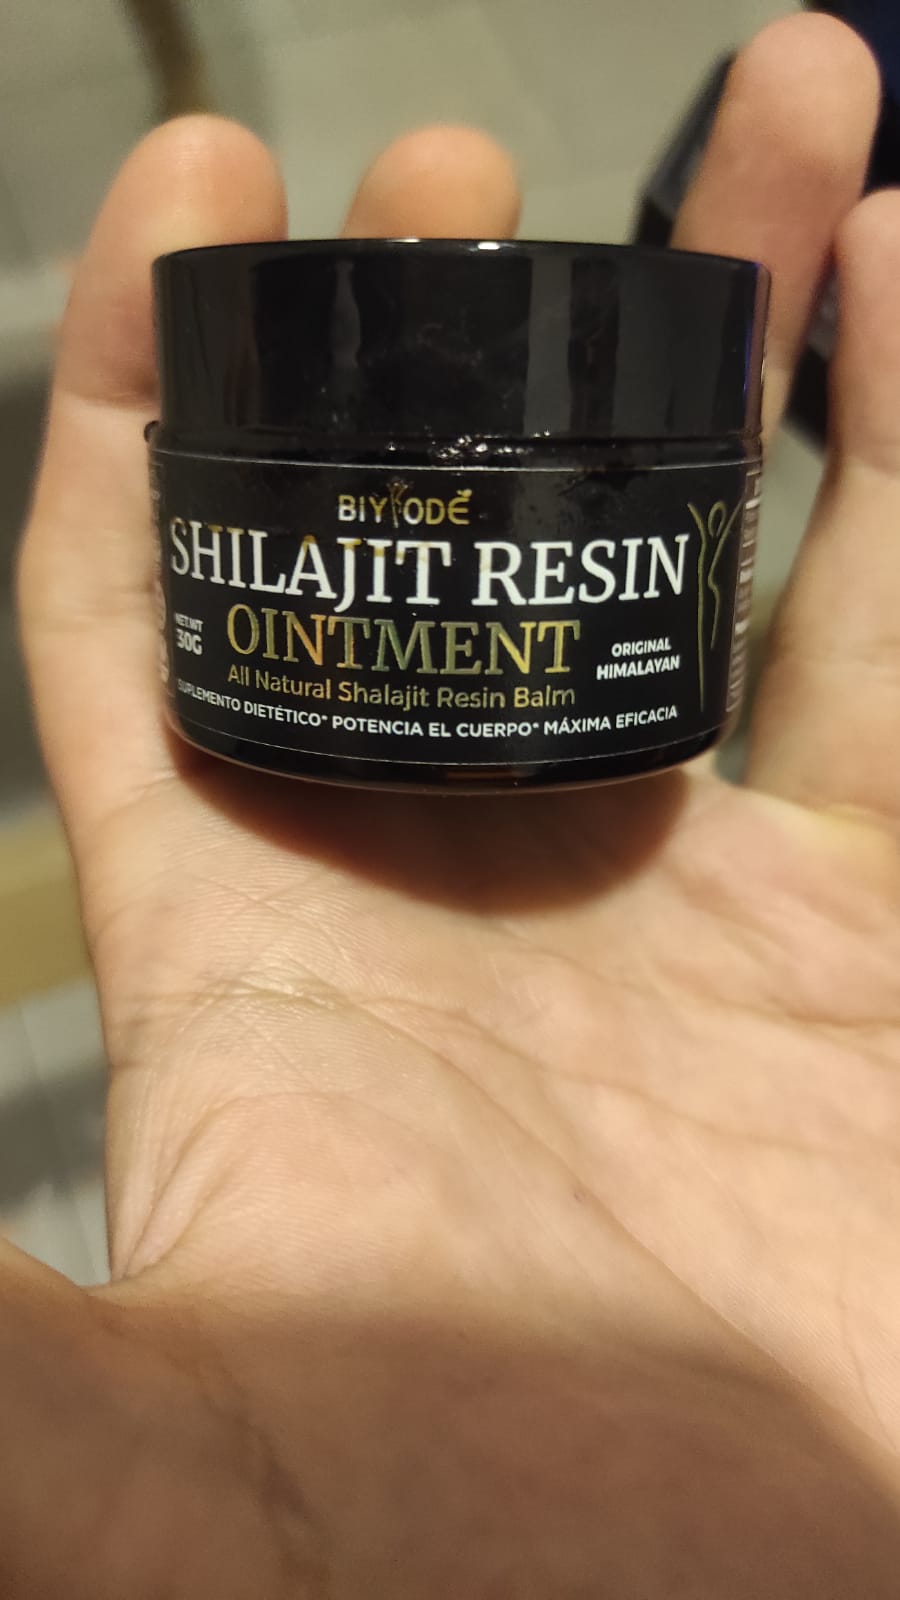 BIYODE
SHILAJIT RESIN
OINTMENT
NET.WT
30G
ORIGINAL
HIMALAYAN
All Natural Shalajit Resin Balm
SUPLEMENTO DIETÉTICO* POTENCIA EL CUERPO* MÁXIMA EFICACIA